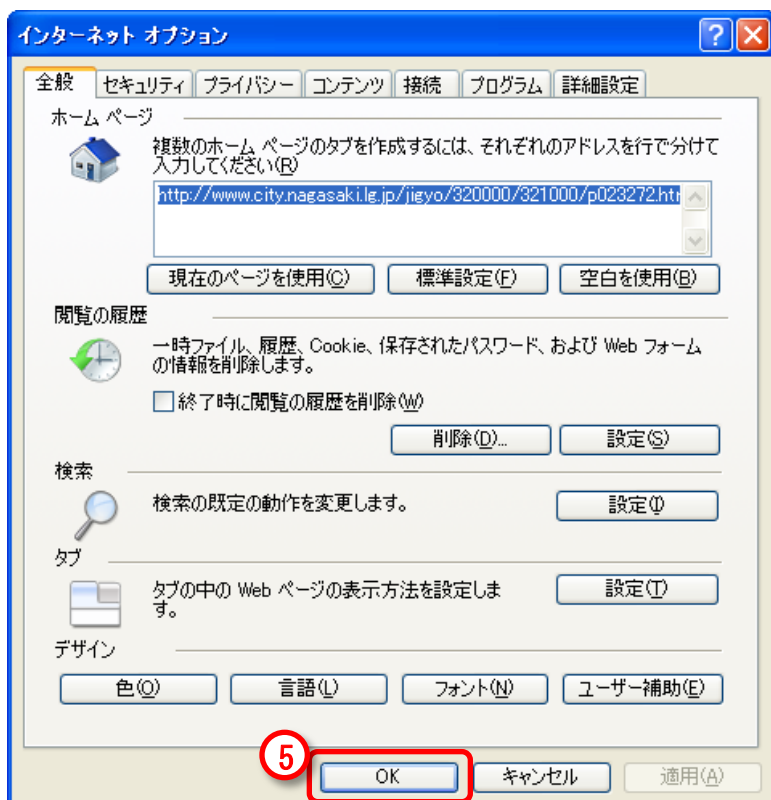 インターネット オプション
全般 セキュリティ プライバシー コンテンツ 接続 プログラム 詳細設定
ホーム ページ
複数のホーム ページのタブを作成するには、それぞれのアドレスを行で分けて
入力してください(R)
http://www.city.nagasaki.lg.jp/jigyo/320000/321000/p023272.htm
現在のページを使用(C) 標準設定(F) 空白を使用(B)
閲覧の履歴
一時ファイル、履歴、Cookie、保存されたパスワード、および Web フォーム
の情報を削除します。
終了時に閲覧の履歴を削除(W)
削除(D)... 設定(S)
検索
検索の既定の動作を変更します。
設定(I)
タブ
タブの中の Web ページの表示方法を設定しま
す。
設定(T)
デザイン
色(O) 言語(L) フォント(N) ユーザー補助(E)
5
OK キャンセル 適用(A)